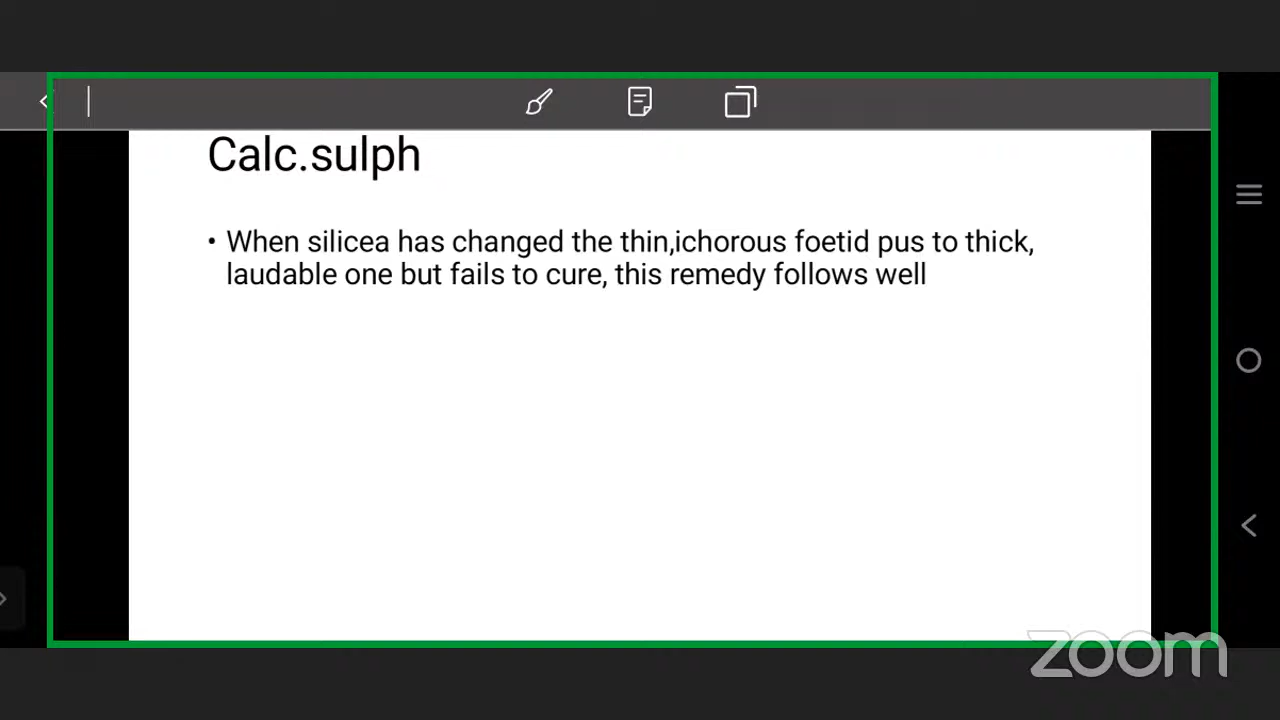 Calc.sulph
• When silicea has changed the thin,ichorous foetid pus to thick,
laudable one but fails to cure, this remedy follows well
zoom